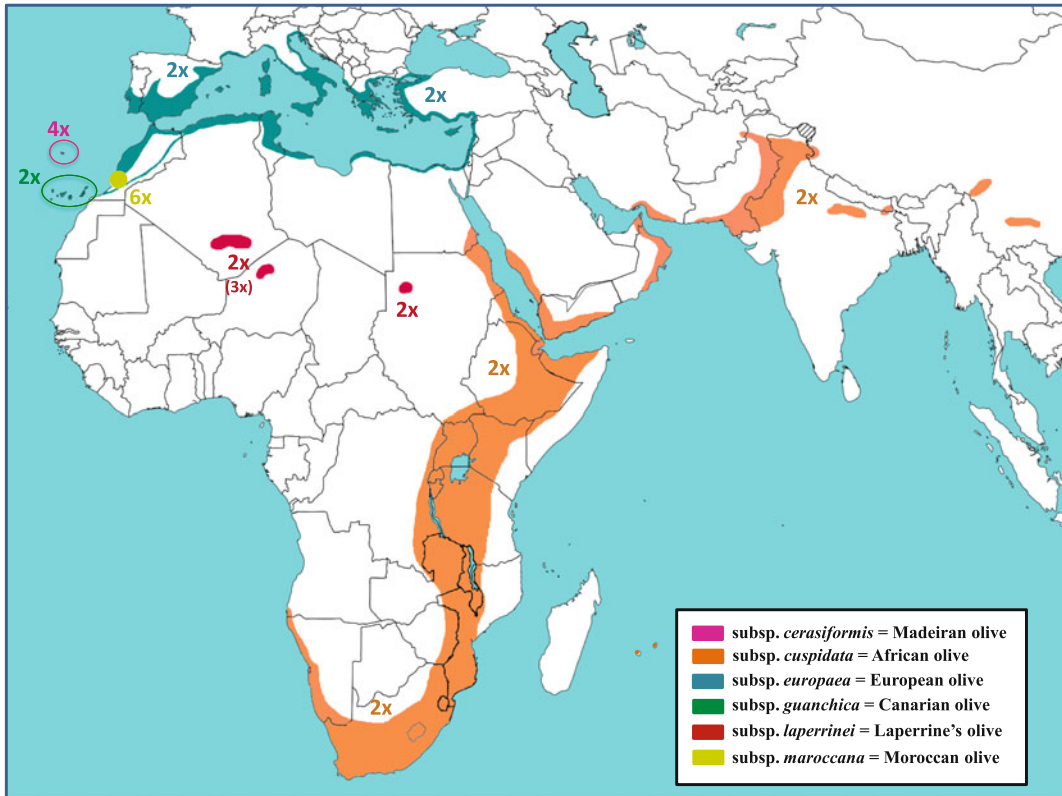 2x
2x
4x
2x
6x
2x
2x
(3x)
2x
2x
2x
subsp. cerasiformis = Madeiran olive
subsp. cuspidata = African olive
subsp. europaea = European olive
subsp. guanchica = Canarian olive
subsp. laperrinei = Laperrine’s olive
subsp. maroccana = Moroccan olive